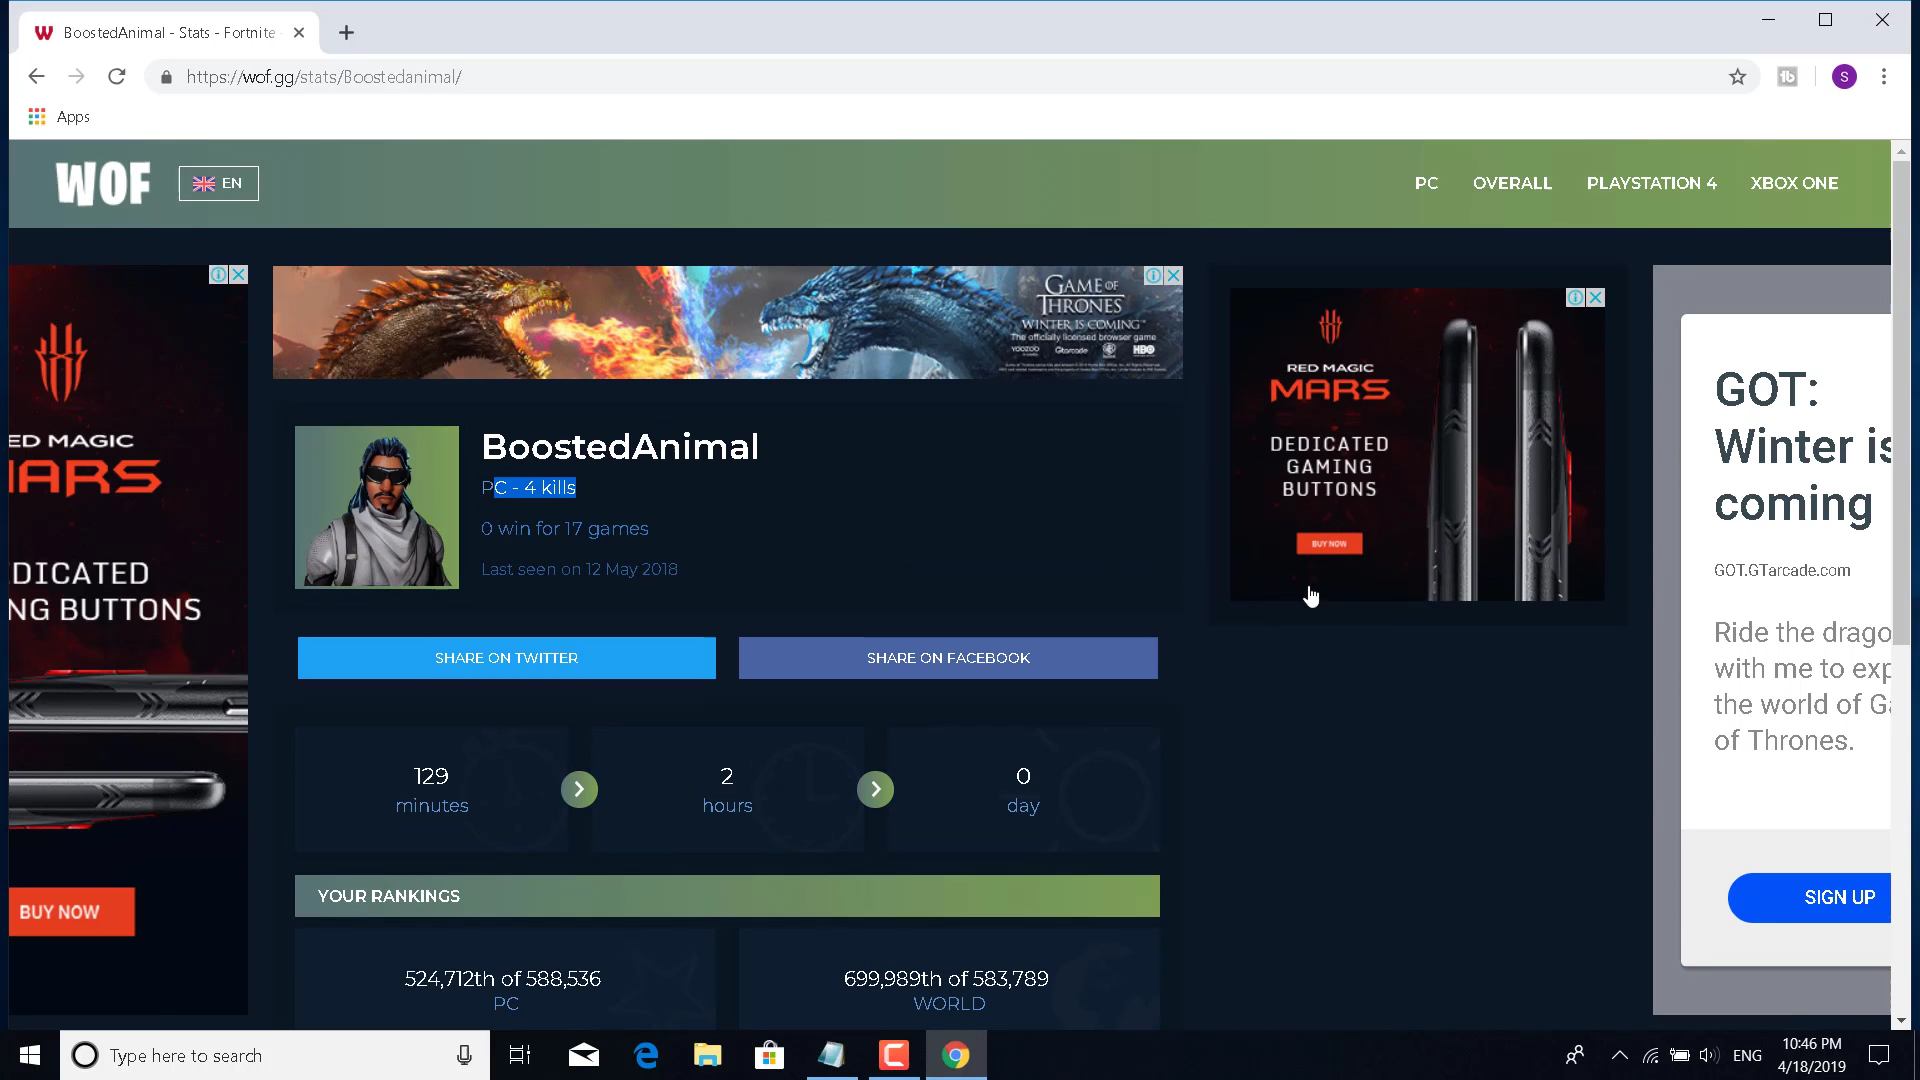 BoostedAnimal - Stats - Fortnite
https://wof.gg/stats/Boostedanimal/
S
Apps
WOF
EN
PC
OVERALL
PLAYSTATION 4
XBOX ONE
ED MAGIC
ARS
DICATED
NG BUTTONS
BUY NOW
GAME OF
THRONES
WINTER IS COMING
The officially licensed browser game
YOOZOO
Gtarcade
HBO
BoostedAnimal
PC - 4 kills
0 win for 17 games
Last seen on 12 May 2018
SHARE ON TWITTER
SHARE ON FACEBOOK
129
minutes
2
hours
0
day
YOUR RANKINGS
524,712th of 588,536
PC
699,989th of 583,789
WORLD
RED MAGIC
MARS
DEDICATED
GAMING
BUTTONS
BUY NOW
GOT:
Winter is
coming
GOT.GTarcade.com
Ride the drago
with me to exp
the world of Ga
of Thrones.
SIGN UP
Type here to search
ENG
10:46 PM
4/18/2019